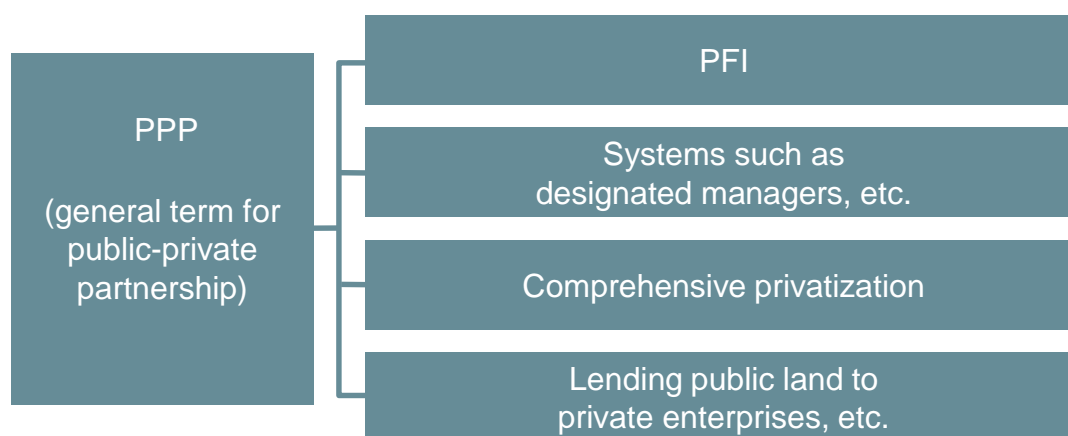 PPP
(general term for
public-private
partnership)
PFI
Systems such as
designated managers, etc.
Comprehensive privatization
Lending public land to
private enterprises, etc.